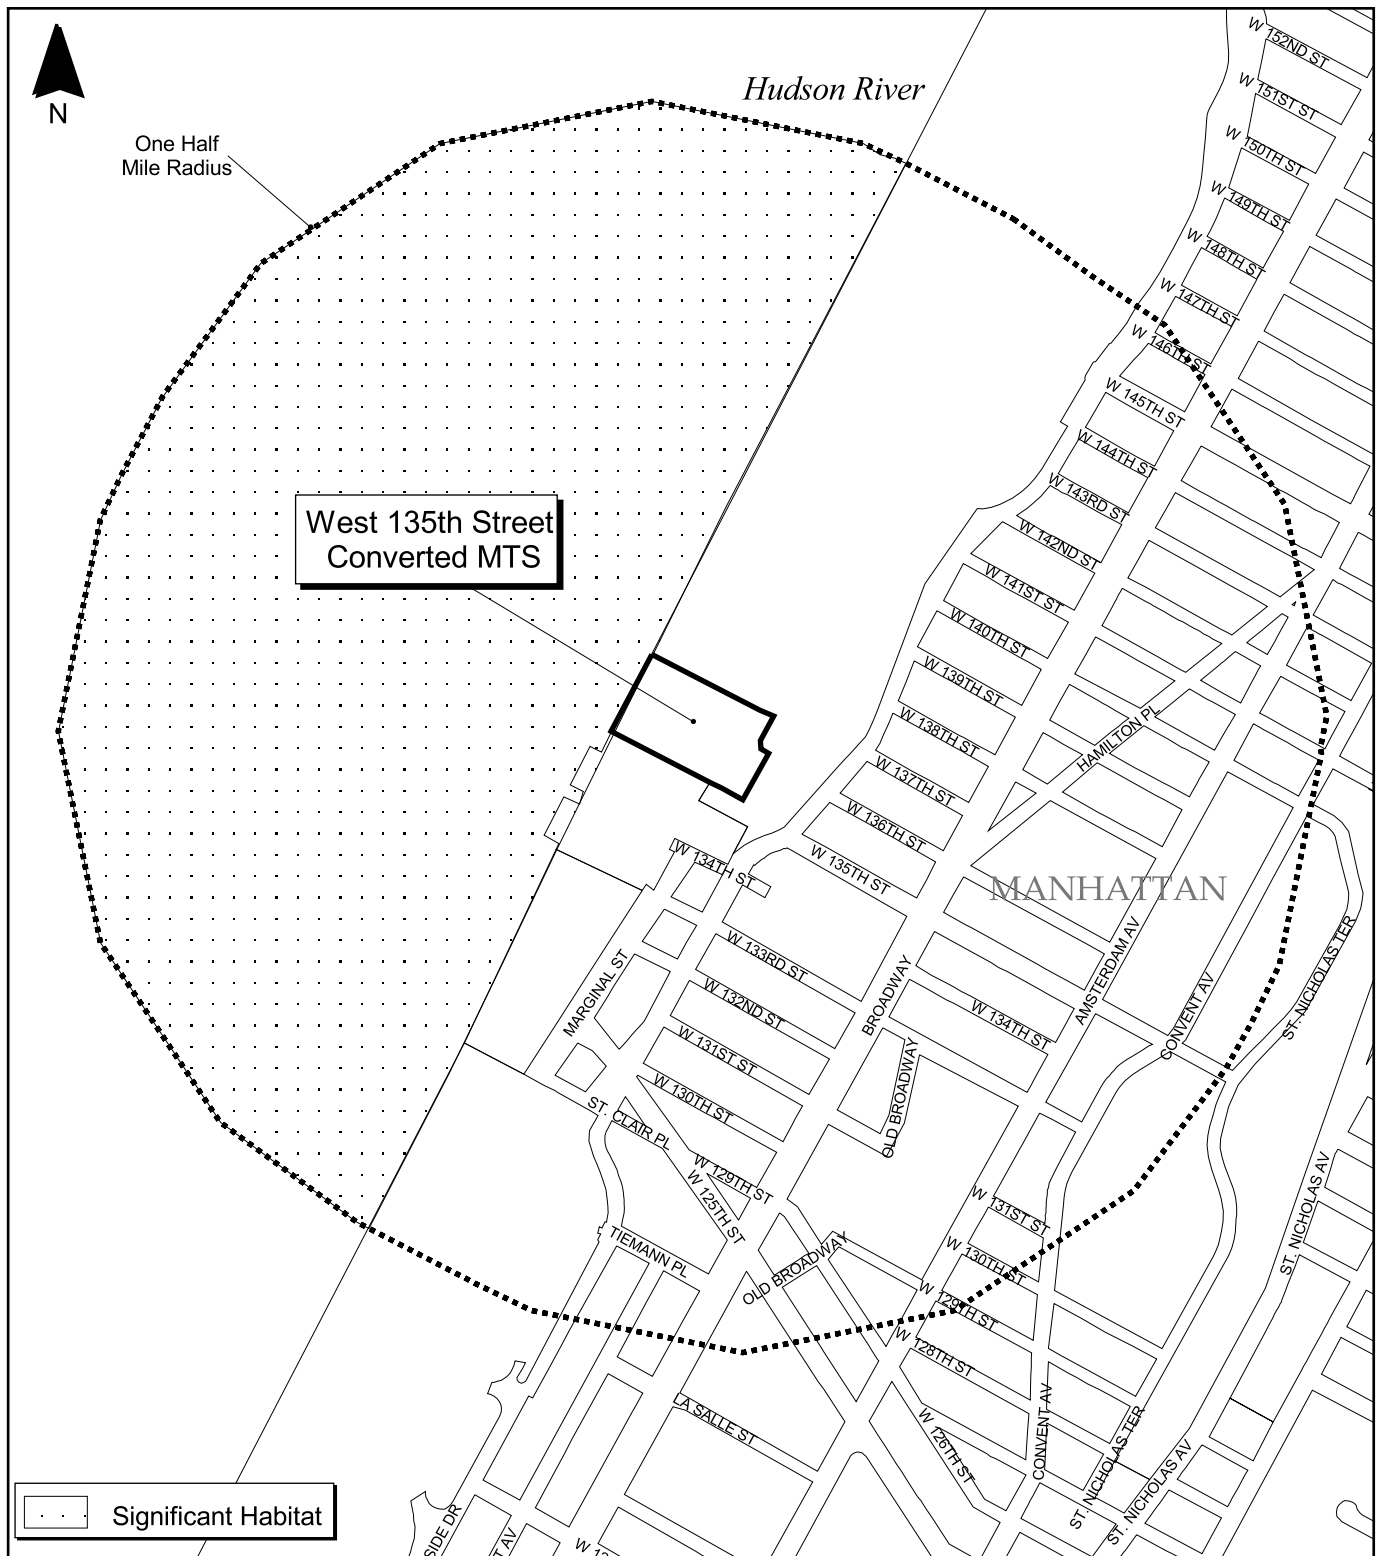 Hudson River
N
One Half
Mile Radius
W 152ND ST
W 151ST ST
W 150TH ST
W 149TH ST
W 148TH ST
W 147TH ST
W 146TH ST
W 145TH ST
W 144TH ST
W 143RD ST
W 142ND ST
W 141ST ST
W 140TH ST
W 139TH ST
W 138TH ST
W 137TH ST
W 136TH ST
W 135TH ST
West 135th Street
Converted MTS
HAMILTON PL
MANHATTAN
W 134TH ST
W 133RD ST
W 132ND ST
W 131ST ST
W 130TH ST
W 129TH ST
W 125TH ST
MARGINAL ST
ST. CLAIR PL
TIEMANN PL
BROADWAY
OLD BROADWAY
OLD BROADWAY
W 134TH ST
AMSTERDAM AV
CONVENT AV
ST. NICHOLAS TER
ST. NICHOLAS AV
W 131ST ST
W 130TH ST
W 129TH ST
W 128TH ST
W 126TH ST
CONVENT AV
ST. NICHOLAS TER
ST. NICHOLAS AV
LA SALLE ST
SIDE DR
T AV
W 12
Significant Habitat